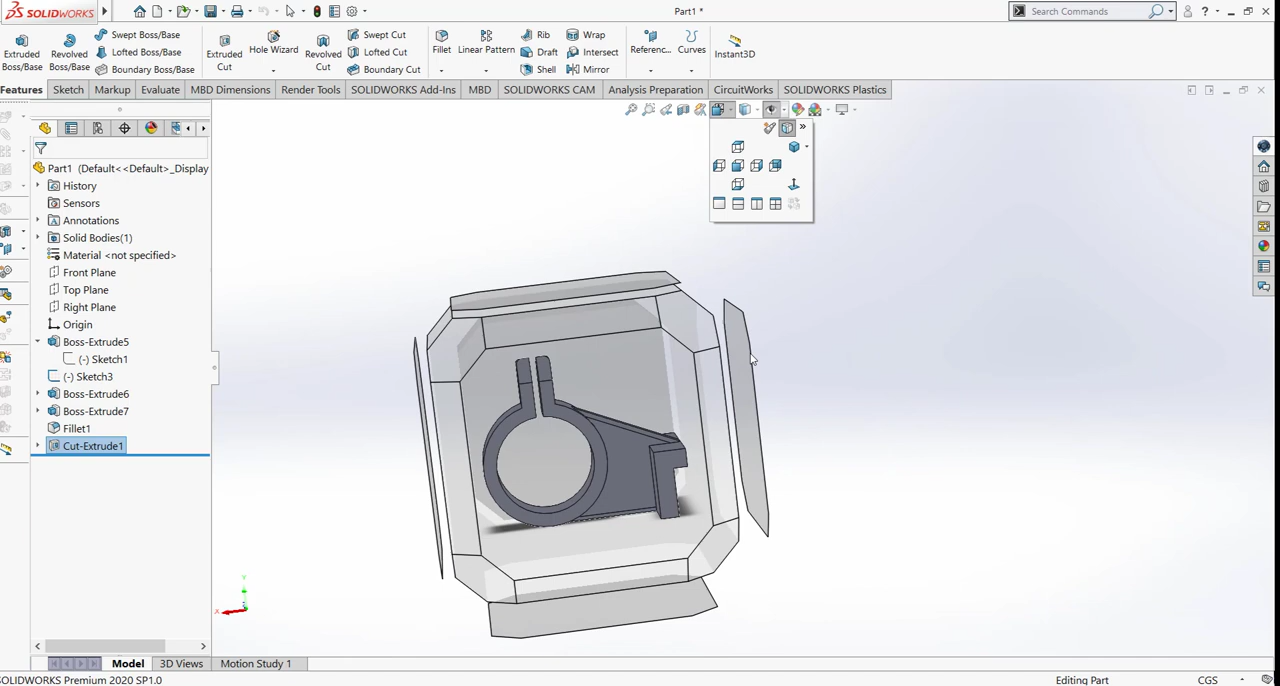 SOLIDWORKS
Part1 *
Search Commands
Extruded Boss/Base
Revolved Boss/Base
Swept Boss/Base
Lofted Boss/Base
Boundary Boss/Base
Extruded Cut
Hole Wizard
Revolved Cut
Swept Cut
Lofted Cut
Boundary Cut
Fillet
Linear Pattern
Rib
Draft
Shell
Wrap
Intersect
Mirror
Referenc...
Curves
Instant3D
Features
Sketch
Markup
Evaluate
MBD Dimensions
Render Tools
SOLIDWORKS Add-Ins
MBD
SOLIDWORKS CAM
Analysis Preparation
CircuitWorks
SOLIDWORKS Plastics
Part1 (Default<<Default>_Display
History
Sensors
Annotations
Solid Bodies(1)
Material <not specified>
Front Plane
Top Plane
Right Plane
Origin
Boss-Extrude5
(-) Sketch1
(-) Sketch3
Boss-Extrude6
Boss-Extrude7
Fillet1
Cut-Extrude1
Y
X
Model
3D Views
Motion Study 1
SOLIDWORKS Premium 2020 SP1.0
Editing Part
CGS